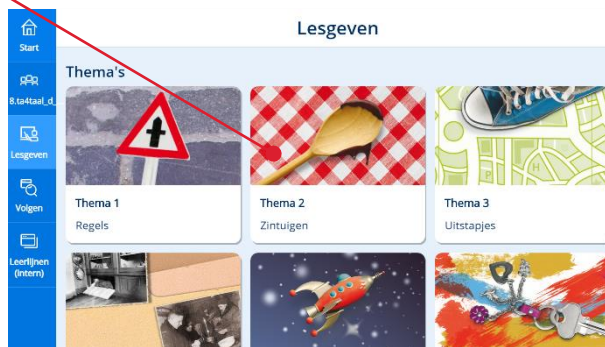 Lesgeven
Start
8.ta4taal_d_
Lesgeven
Volgen
Leerlijnen
(intern)
Thema's
Thema 1
Regels
Thema 2
Zintuigen
Thema 3
Uitstapjes
P
H